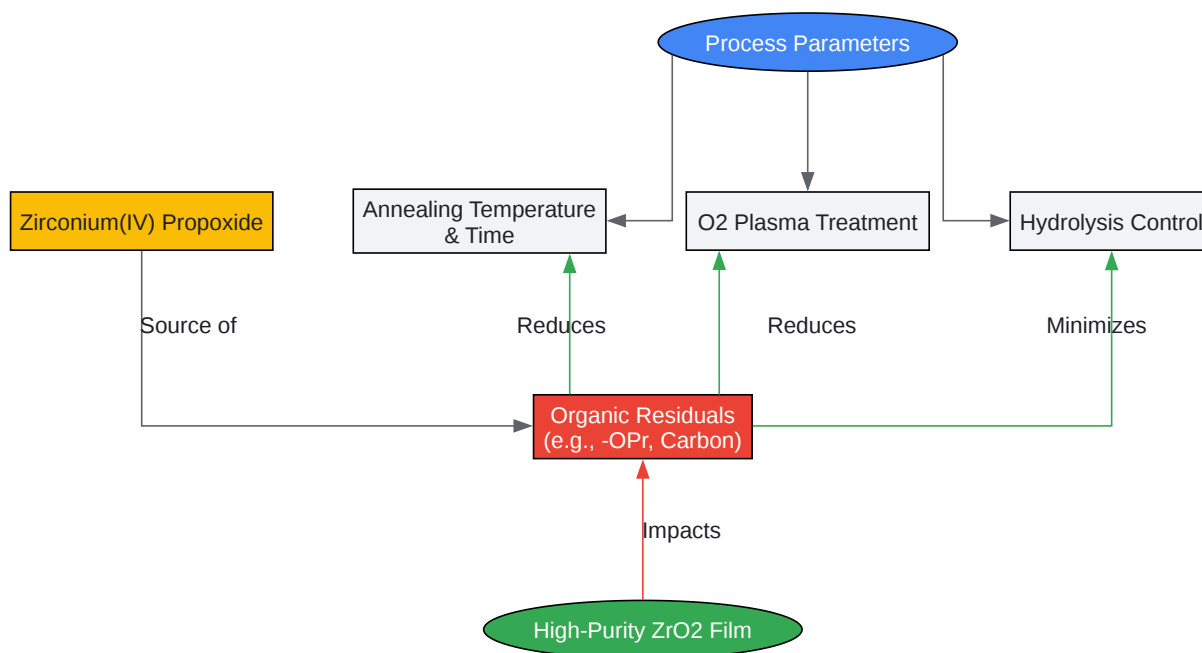 Process Parameters
Zirconium(IV) Propoxide
Annealing Temperature
& Time
O2 Plasma Treatment
Hydrolysis Control
Source of
Reduces
Reduces
Minimizes
Organic Residuals
(e.g., -OPr, Carbon)
Impacts
High-Purity ZrO2 Film